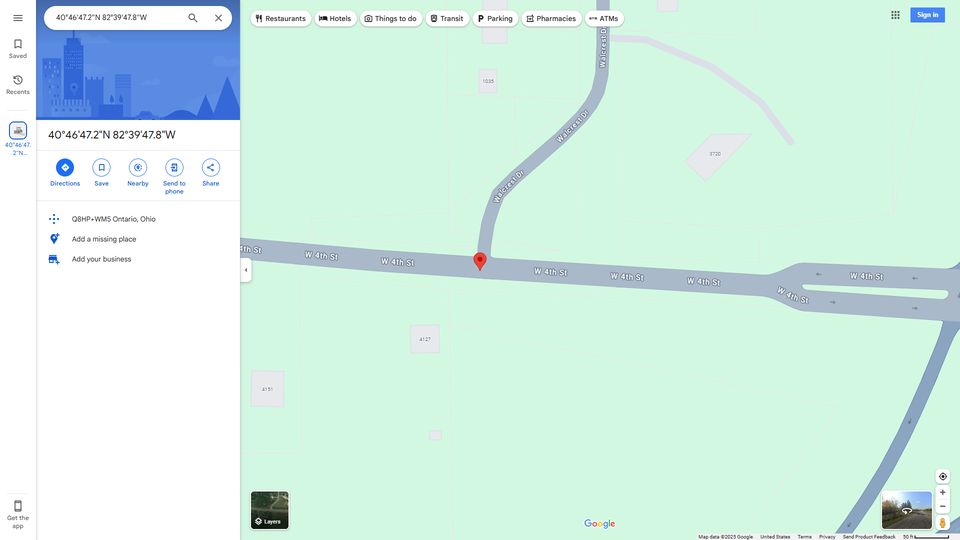 40°46'47.2"N 82°39'47.8"W
Restaurants
Hotels
Things to do
Transit
Parking
Pharmacies
ATMs
Sign in
Saved
Recents
40°46'47.
2"N...
40°46'47.2"N 82°39'47.8"W
Directions
Save
Nearby
Send to
phone
Share
Q8HP+WM5 Ontario, Ohio
Add a missing place
Add your business
Get the
app
Walcrest Dr
Walcrest Dr
Walcrest Dr
1035
3720
4th St
W 4th St
W 4th St
W 4th St
W 4th St
W 4th St
W 4th St
W 4th St
4127
4151
Layers
Google
Map data ©2025 Google
United States
Terms
Privacy
Send Product Feedback
50 ft